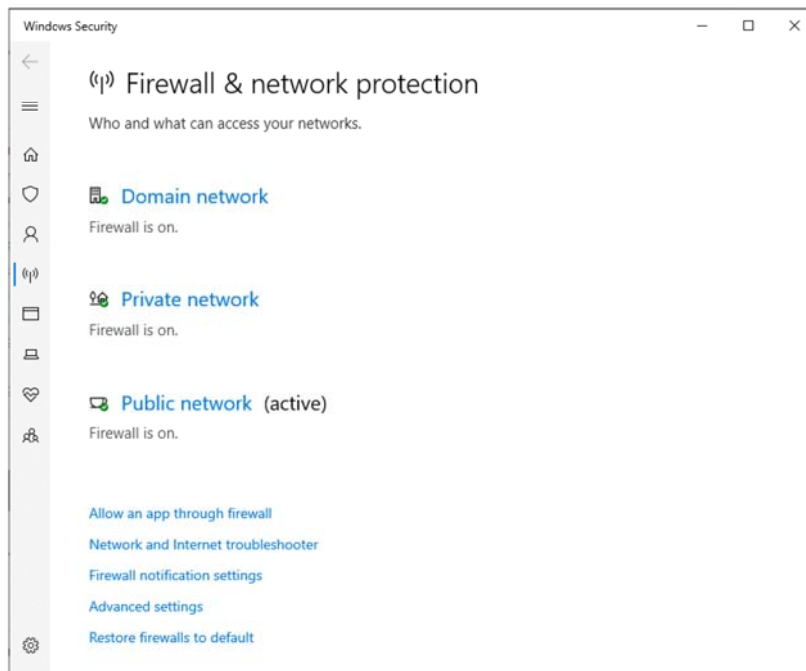 Windows Security
Firewall & network protection
Who and what can access your networks.
Domain network
Firewall is on.
Private network
Firewall is on.
Public network (active)
Firewall is on.
Allow an app through firewall
Network and Internet troubleshooter
Firewall notification settings
Advanced settings
Restore firewalls to default